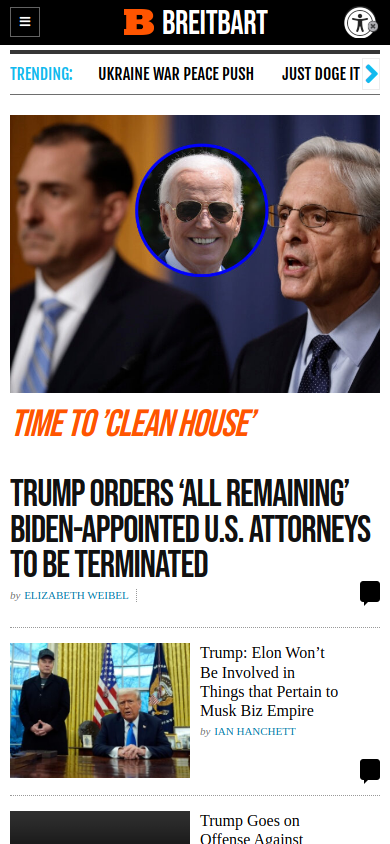 BREITBART
TRENDING:
UKRAINE WAR PEACE PUSH
JUST DOGE IT
TIME TO 'CLEAN HOUSE'
TRUMP ORDERS ‘ALL REMAINING’
BIDEN-APPOINTED U.S. ATTORNEYS
TO BE TERMINATED
by ELIZABETH WEIBEL
Trump: Elon Won’t
Be Involved in
Things that Pertain to
Musk Biz Empire
by IAN HANCHETT
Trump Goes on
Offense Against